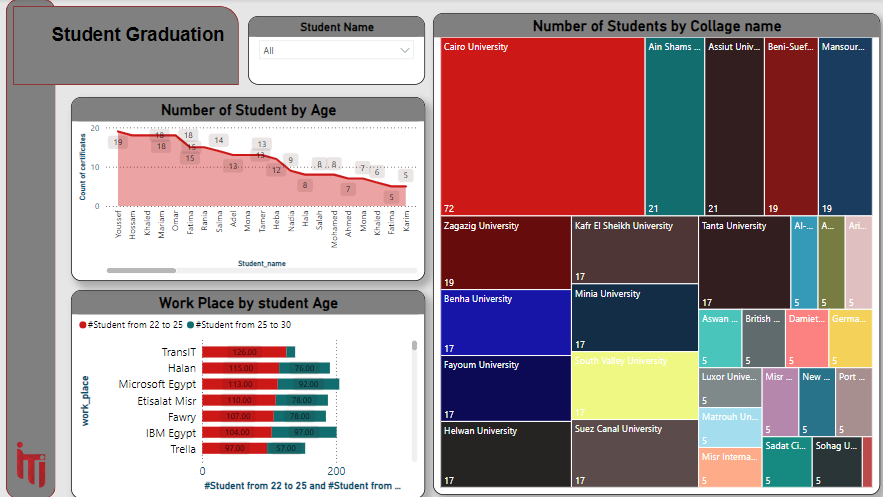 Student Graduation
Student Name
All
Number of Student by Age
Count of certificates
20
10
0
19
18
18
18
15
15
14
13
13
13
12
9
8
8
8
7
7
6
5
5
Youssef
Hossam
Khaled
Mariam
Omar
Fatima
Rania
Salma
Adel
Mona
Tamer
Heba
Nadia
Hala
Salah
Mohamed
Ahmed
Mona
Khaled
Fatima
Karim
Student_name
Work Place by student Age
#Student from 22 to 25 #Student from 25 to 30
work_place
TransIT 126.00
Halan 115.00 76.00
Microsoft Egypt 113.00 92.00
Etisalat Misr 110.00 78.00
Fawry 107.00 78.00
IBM Egypt 104.00 97.00
Trella 97.00 57.00
0 200
#Student from 22 to 25 and #Student from ...
iTi
Number of Students by Collage name
Cairo University
72
Ain Shams ...
21
Assiut Univ...
21
Beni-Suef...
19
Mansour...
19
Zagazig University
19
Benha University
17
Fayoum University
17
Helwan University
17
Kafr El Sheikh University
17
Minia University
17
South Valley University
17
Suez Canal University
17
Tanta University
17
Al-...
5
A...
5
Ari...
5
Aswan ...
5
British ...
5
Damiet...
5
Germa...
5
Luxor Unive...
5
Matrouh Un...
5
Misr Interna...
5
Misr ...
5
New ...
5
Port ...
5
Sadat Ci...
5
Sohag U...
5